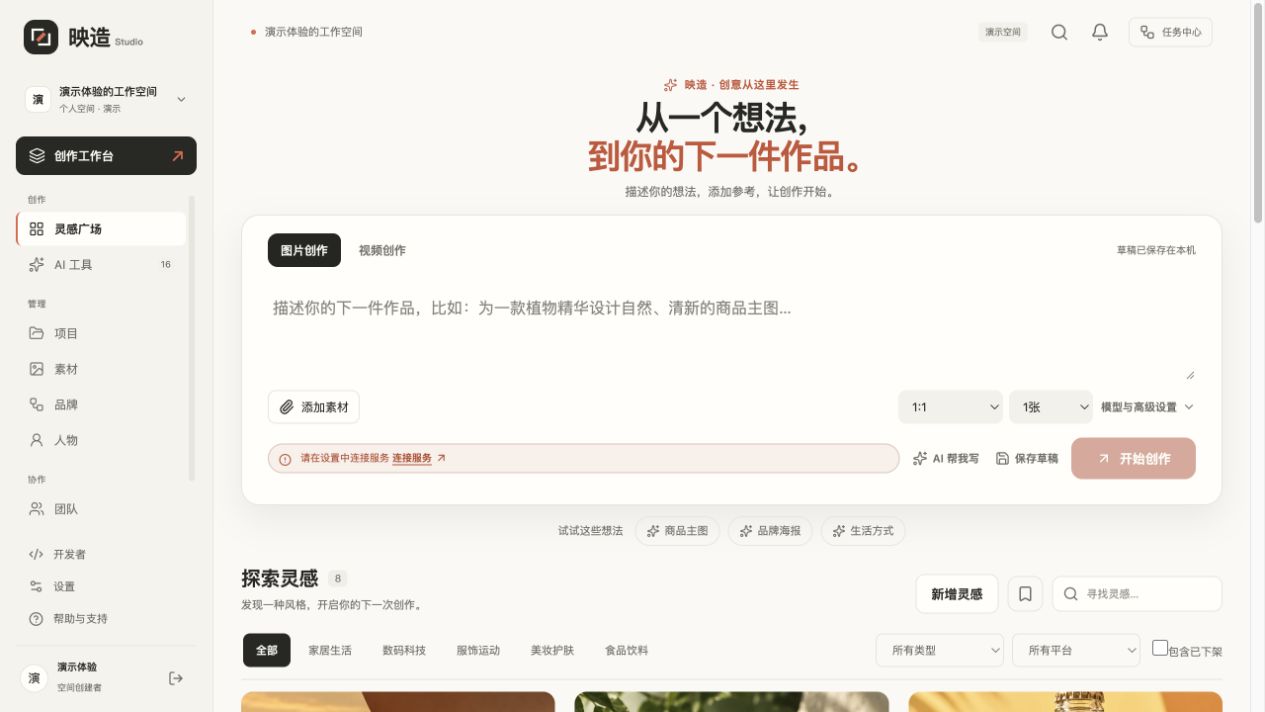 映造 Studio
演 演示体验的工作空间
个人空间 · 演示
创作工作台
创作
灵感广场
AI 工具 16
管理
项目
素材
品牌
人物
协作
团队
开发者
设置
帮助与支持
演 演示体验
空间创建者
演示体验的工作空间
演示空间
任务中心
映造 · 创意从这里发生
从一个想法，
到你的下一件作品。
描述你的想法，添加参考，让创作开始。
图片创作 视频创作 草稿已保存在本机
描述你的下一件作品，比如：为一款植物精华设计自然、清新的商品主图...
添加素材 1:1 1张 模型与高级设置
请在设置中连接服务 连接服务 AI 帮我写 保存草稿 开始创作
试试这些想法 商品主图 品牌海报 生活方式
探索灵感 8
发现一种风格，开启你的下一次创作。
新增灵感 寻找灵感...
全部 家居生活 数码科技 服饰运动 美妆护肤 食品饮料 所有类型 所有平台 包含已下架